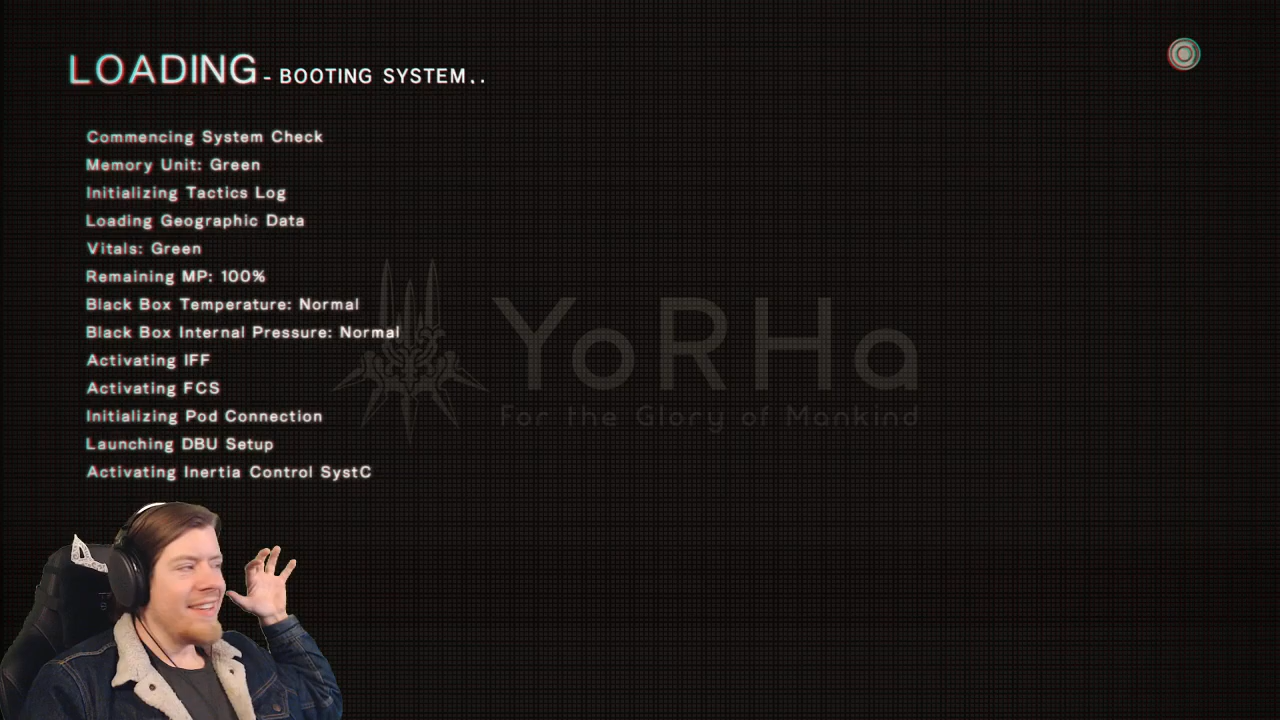 LOADING - BOOTING SYSTEM..
Commencing System Check
Memory Unit: Green
Initializing Tactics Log
Loading Geographic Data
Vitals: Green
Remaining MP: 100%
Black Box Temperature: Normal
Black Box Internal Pressure: Normal
Activating IFF
Activating FCS
Initializing Pod Connection
Launching DBU Setup
Activating Inertia Control SystC
YoRHa
For the Glory of Mankind